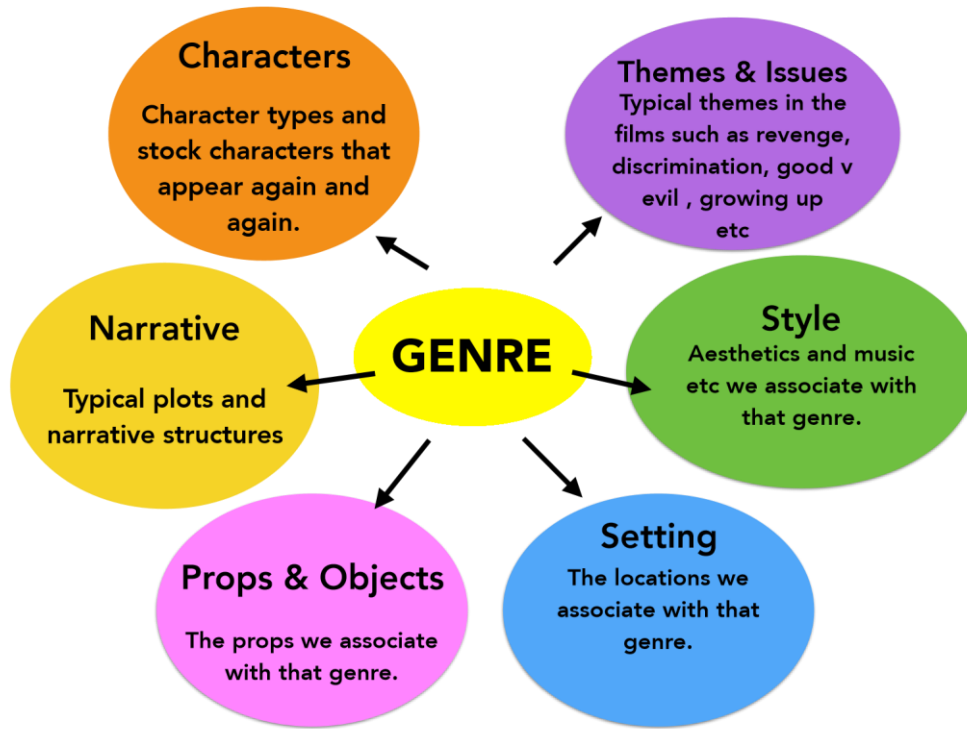 Characters
Character types and
stock characters that
appear again and
again.
Themes & Issues
Typical themes in the
films such as revenge,
discrimination, good v
evil , growing up
etc
Narrative
Typical plots and
narrative structures
GENRE
Style
Aesthetics and music
etc we associate with
that genre.
Props & Objects
The props we associate
with that genre.
Setting
The locations we
associate with that
genre.